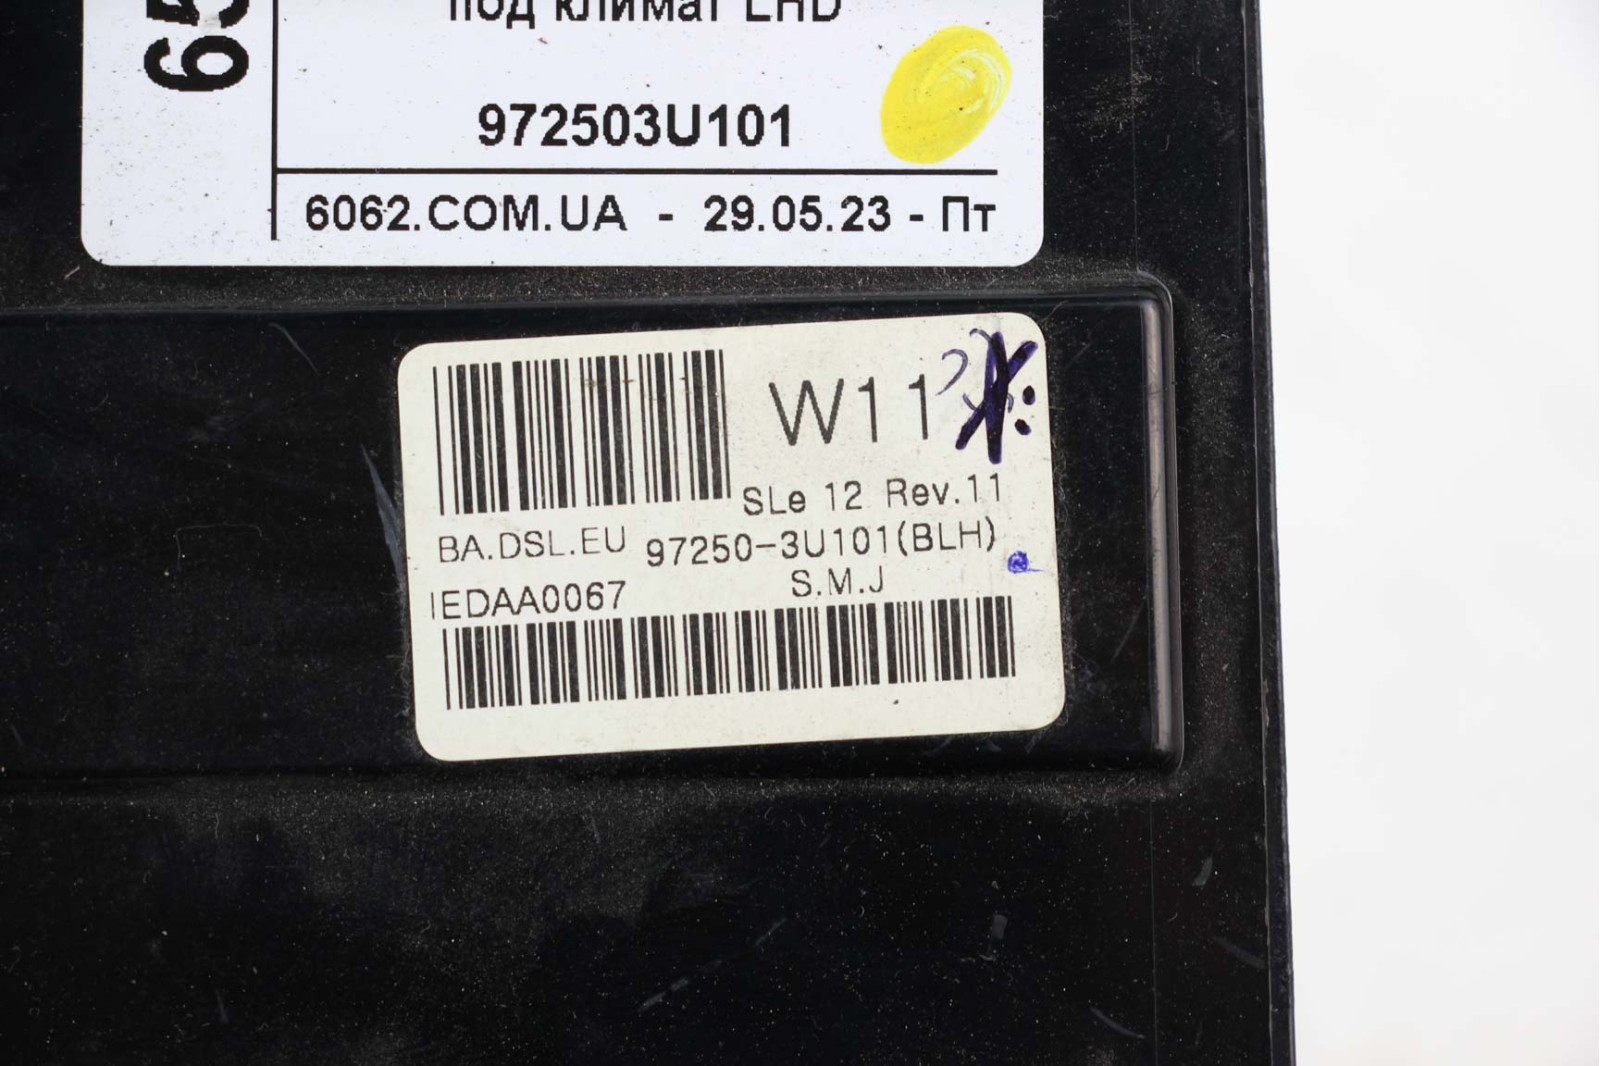 65
под климат LHD
972503U101
6062.COM.UA - 29.05.23 - Пт
W11
SLe 12 Rev.11
BA.DSL.EU 97250-3U101(BLH)
IEDAA0067 S.M.J